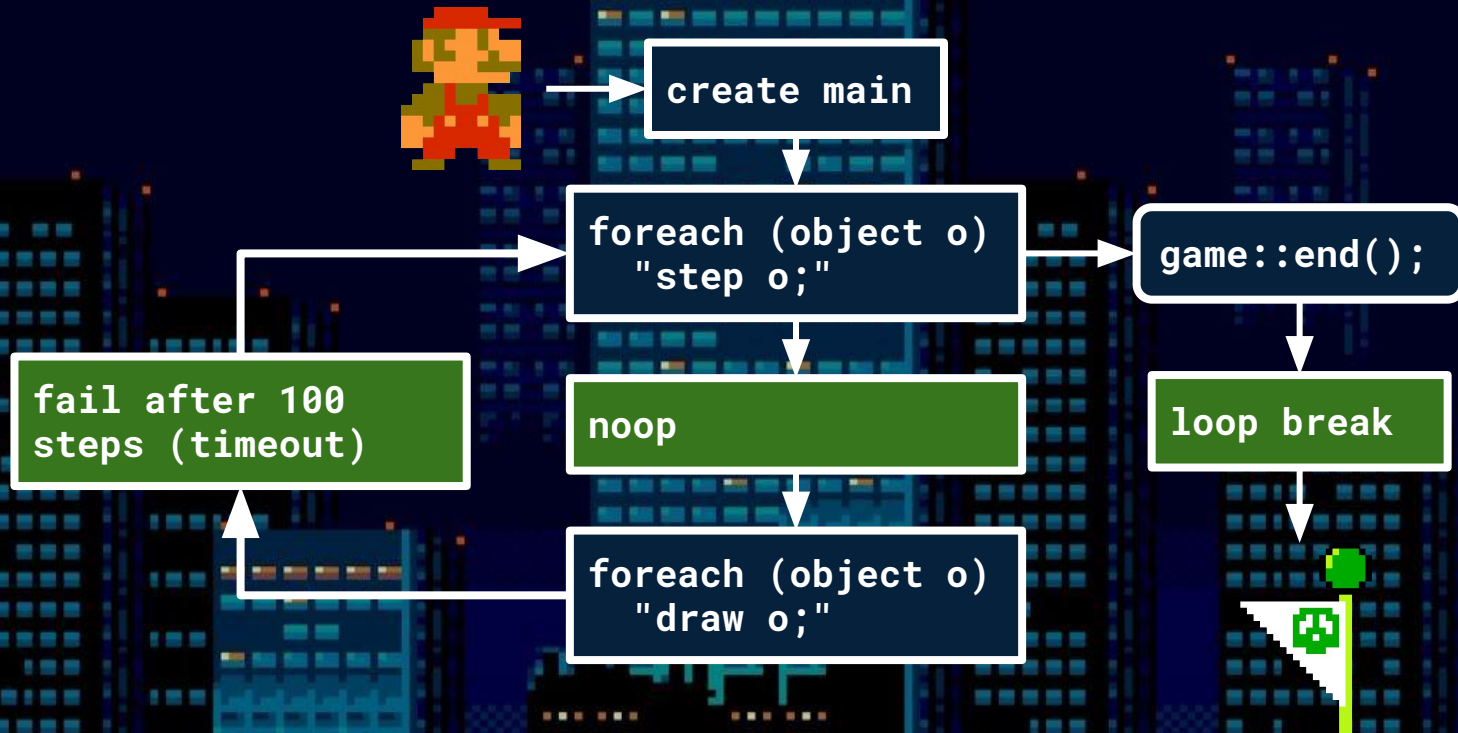 create main
foreach (object o)
"step o;"
game::end();
fail after 100
steps (timeout)
noop
loop break
foreach (object o)
"draw o;"